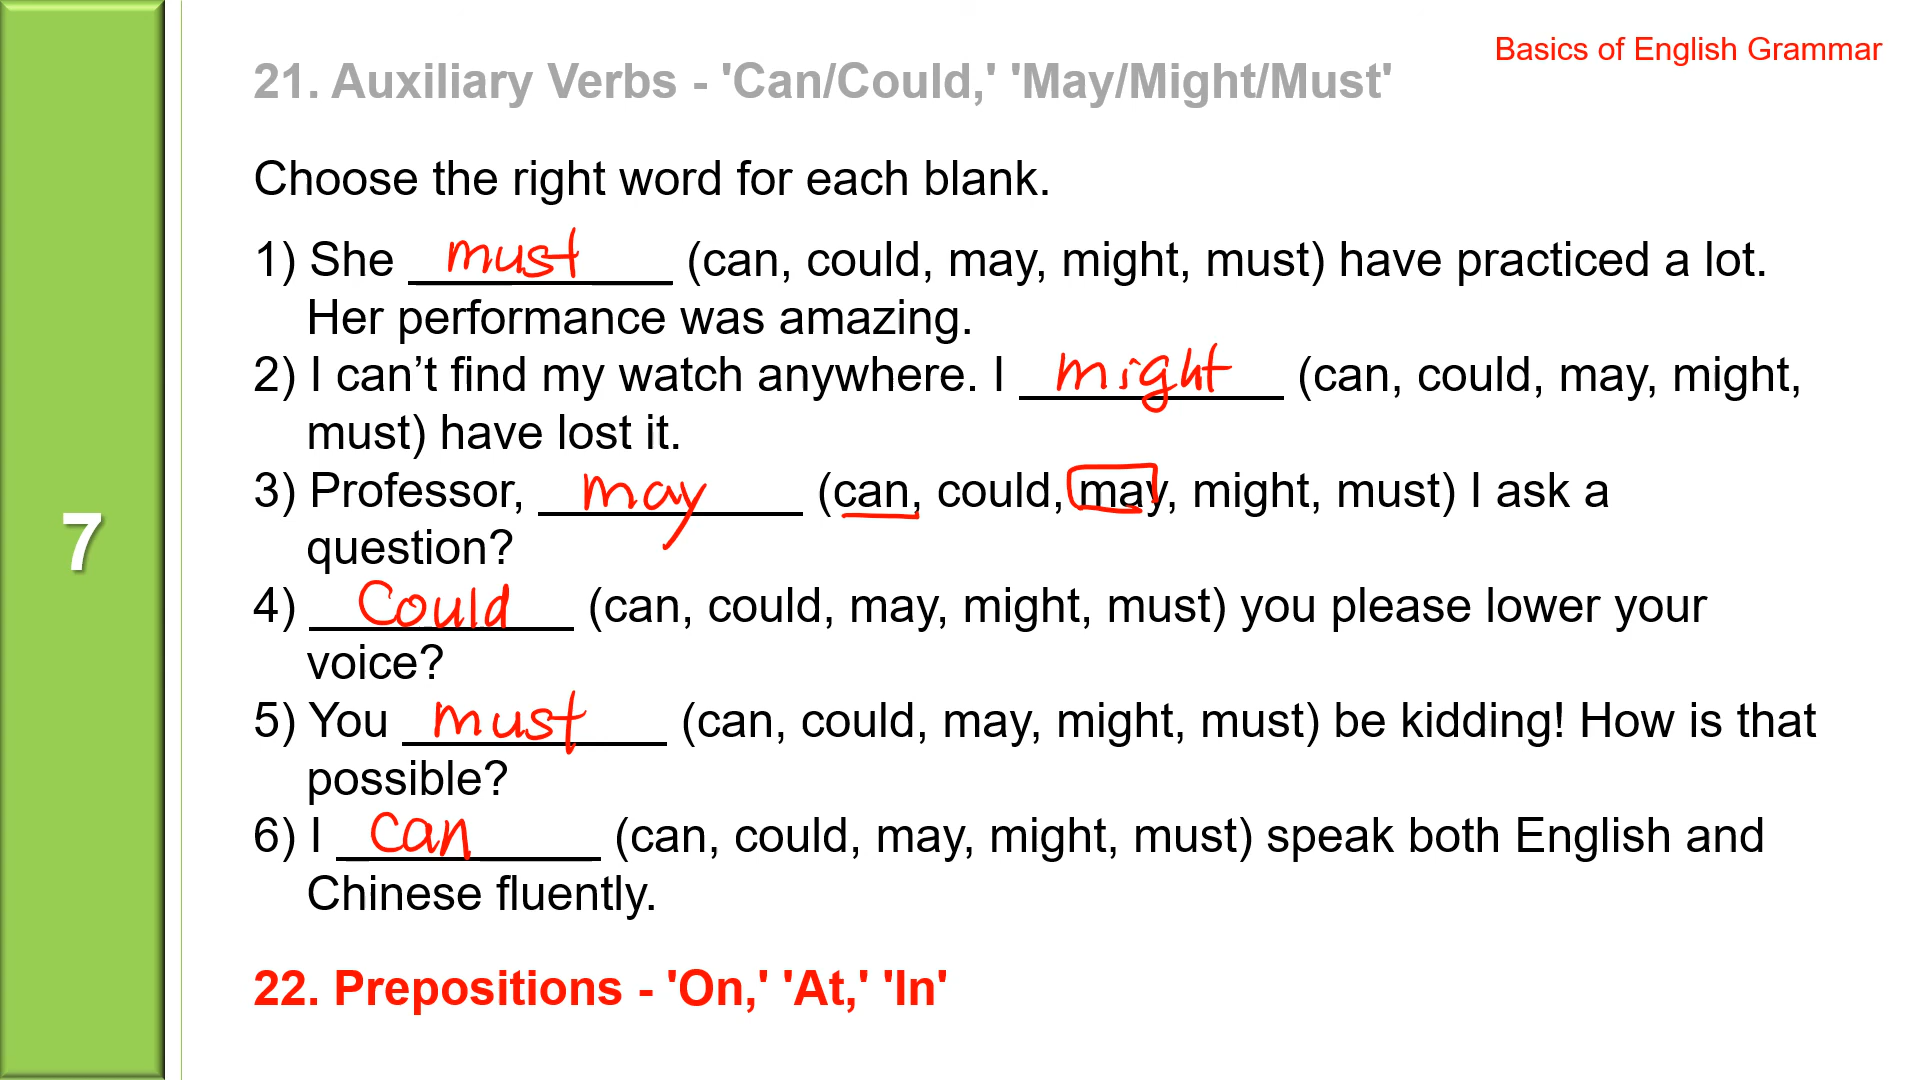 Basics of English Grammar
21. Auxiliary Verbs - 'Can/Could,' 'May/Might/Must'
Choose the right word for each blank.
1) She must (can, could, may, might, must) have practiced a lot.
Her performance was amazing.
2) I can’t find my watch anywhere. I might (can, could, may, might,
must) have lost it.
3) Professor, may (can, could, may, might, must) I ask a
question?
4) Could (can, could, may, might, must) you please lower your
voice?
5) You must (can, could, may, might, must) be kidding! How is that
possible?
6) I can (can, could, may, might, must) speak both English and
Chinese fluently.
22. Prepositions - 'On,' 'At,' 'In'
7